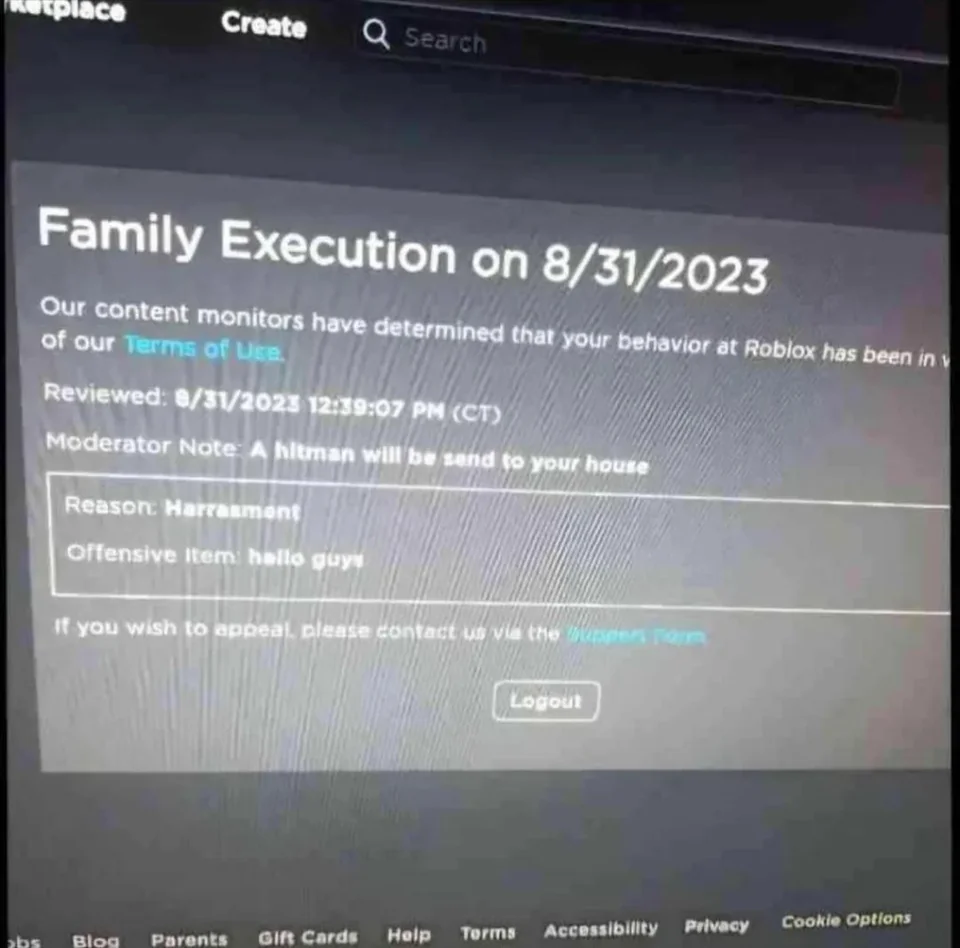 rketplace Create Search
Family Execution on 8/31/2023
Our content monitors have determined that your behavior at Roblox has been in v
of our Terms of Use.
Reviewed: 8/31/2023 12:39:07 PM (CT)
Moderator Note: A hitman will be send to your house
Reason: Harrasment
Offensive Item: hello guys
If you wish to appeal, please contact us via the Support Form
Logout
obs Blog Parents Gift Cards Help Terms Accessibility Privacy Cookie Options